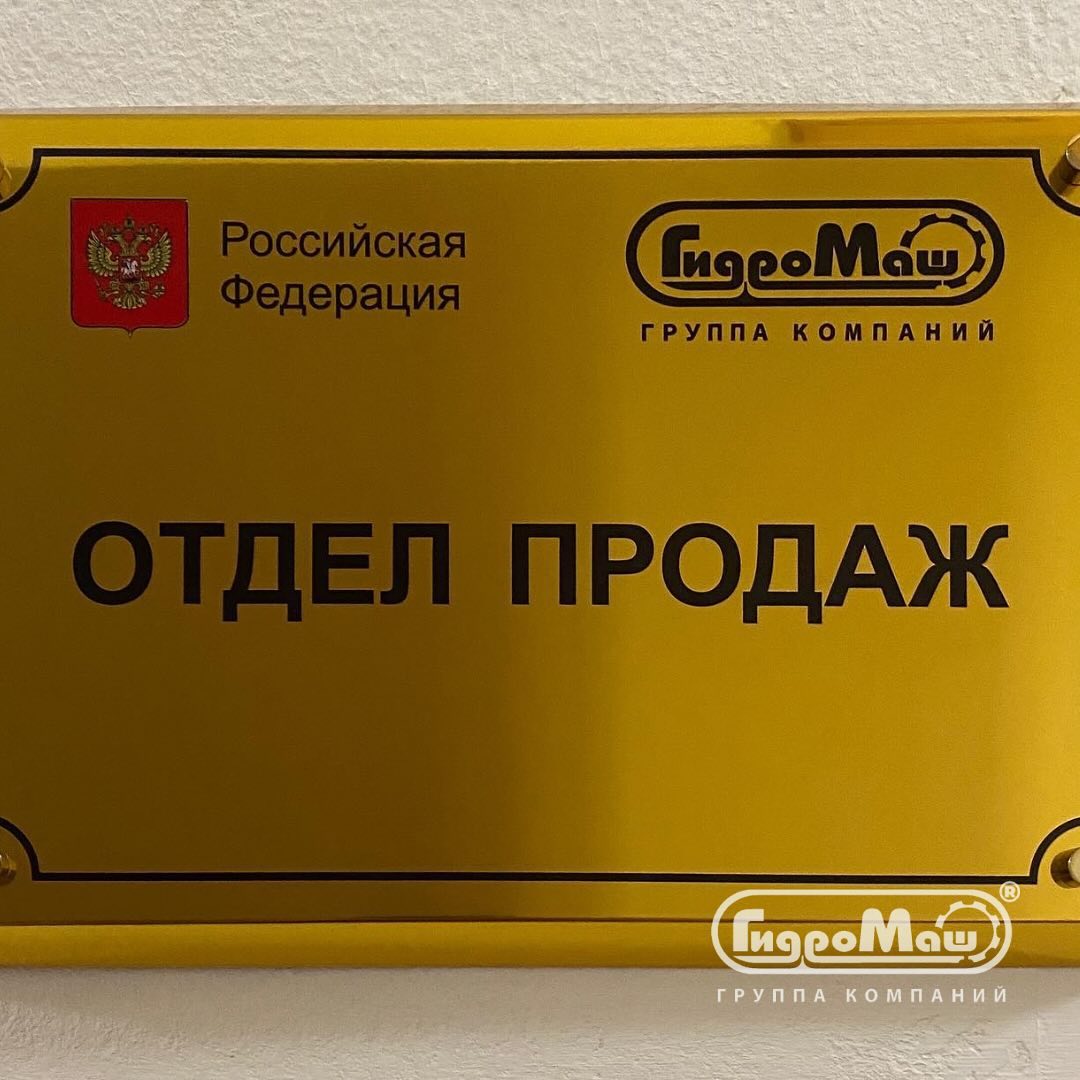 Российская
Федерация
ГидроМаш
ГРУППА КОМПАНИЙ
ОТДЕЛ ПРОДАЖ
ГидроМаш®
ГРУППА КОМПАНИЙ